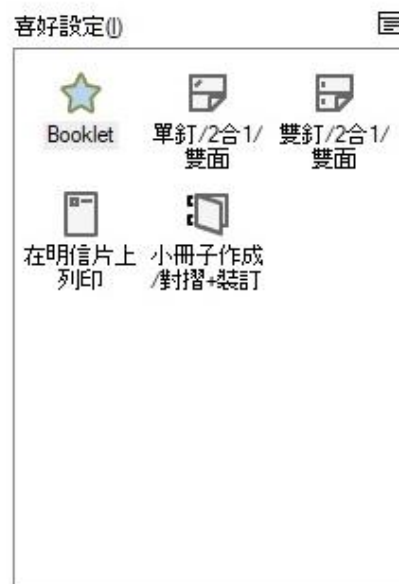 喜好設定(I)
Booklet
單釘/2合1/
雙面
雙釘/2合1/
雙面
在明信片上
列印
小冊子作成
/對摺+裝訂